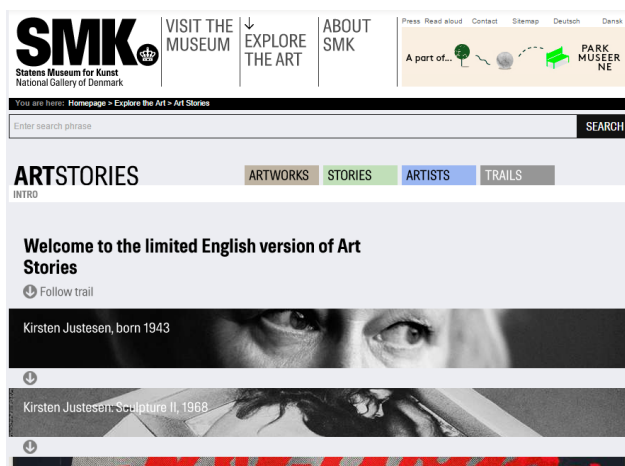 SMK
Statens Museum for Kunst
National Gallery of Denmark
VISIT THE
MUSEUM
EXPLORE
THE ART
ABOUT
SMK
Press Read aloud Contact Sitemap Deutsch Dansk
A part of...
PARK
MUSEER
NE
You are here: Homepage > Explore the Art > Art Stories
Enter search phrase
SEARCH
ARTSTORIES
ARTWORKS
STORIES
ARTISTS
TRAILS
INTRO
Welcome to the limited English version of Art
Stories
Follow trail
Kirsten Justesen, born 1943
Kirsten Justesen: Sculpture II, 1968